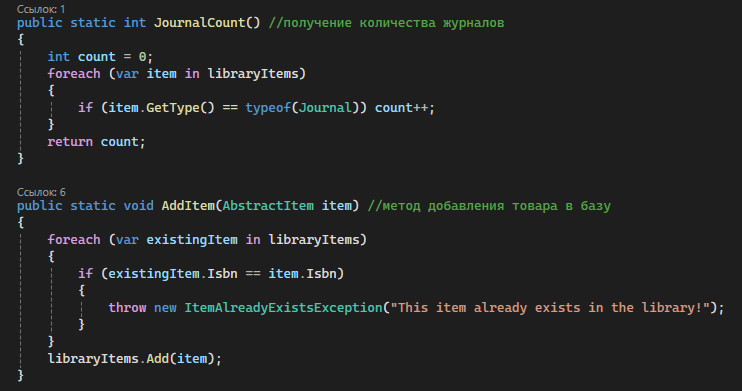 Ссылок: 1
public static int JournalCount() //получение количества журналов
{
int count = 0;
foreach (var item in libraryItems)
{
if (item.GetType() == typeof(Journal)) count++;
}
return count;
}
Ссылок: 6
public static void AddItem(AbstractItem item) //метод добавления товара в базу
{
foreach (var existingItem in libraryItems)
{
if (existingItem.Isbn == item.Isbn)
{
throw new ItemAlreadyExistsException("This item already exists in the library!");
}
}
libraryItems.Add(item);
}